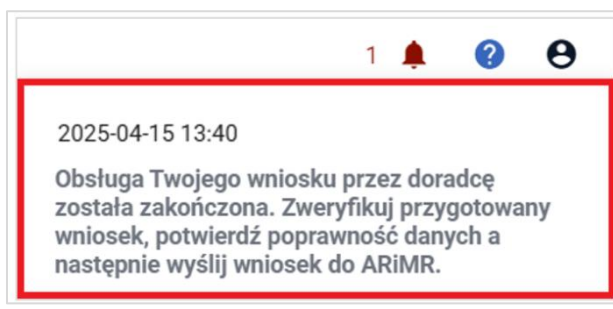 1
2025-04-15 13:40
Obsługa Twojego wniosku przez doradcę
została zakończona. Zweryfikuj przygotowany
wniosek, potwierdź poprawność danych a
następnie wyślij wniosek do ARiMR.